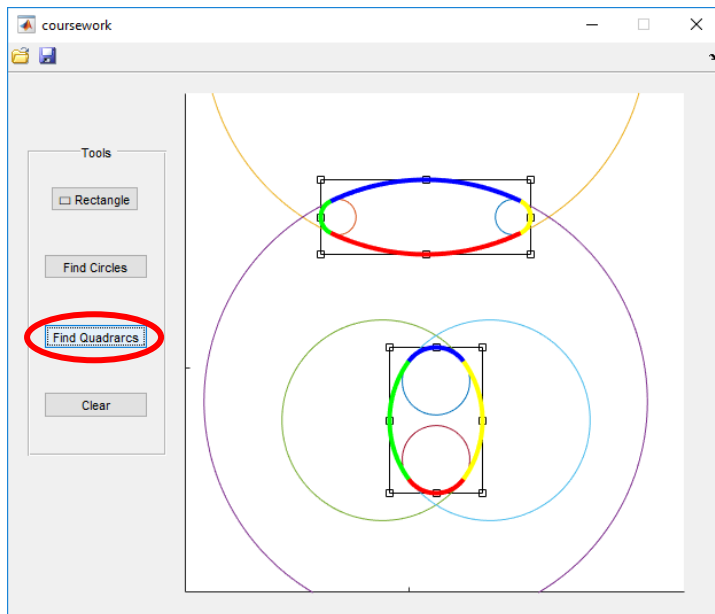 coursework
Tools
Rectangle
Find Circles
Find Quadrarcs
Clear